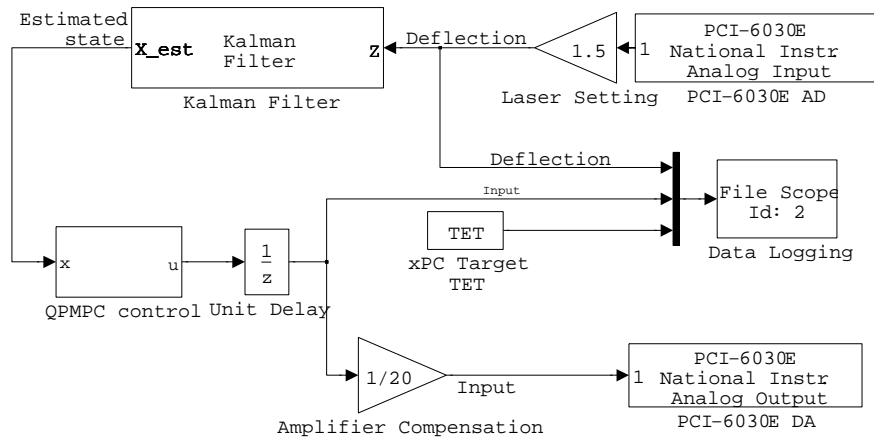 Estimated
state
X_est
Kalman
Filter
Z
Kalman Filter
Deflection
1.5
Laser Setting
1
PCI-6030E
National Instr.
Analog Input
PCI-6030E AD
Deflection
Input
TET
xPC Target
TET
File Scope
Id: 2
Data Logging
x
u
QPMPC control
1
z
Unit Delay
1/20
Amplifier Compensation
Input
1
PCI-6030E
National Instr.
Analog Output
PCI-6030E DA